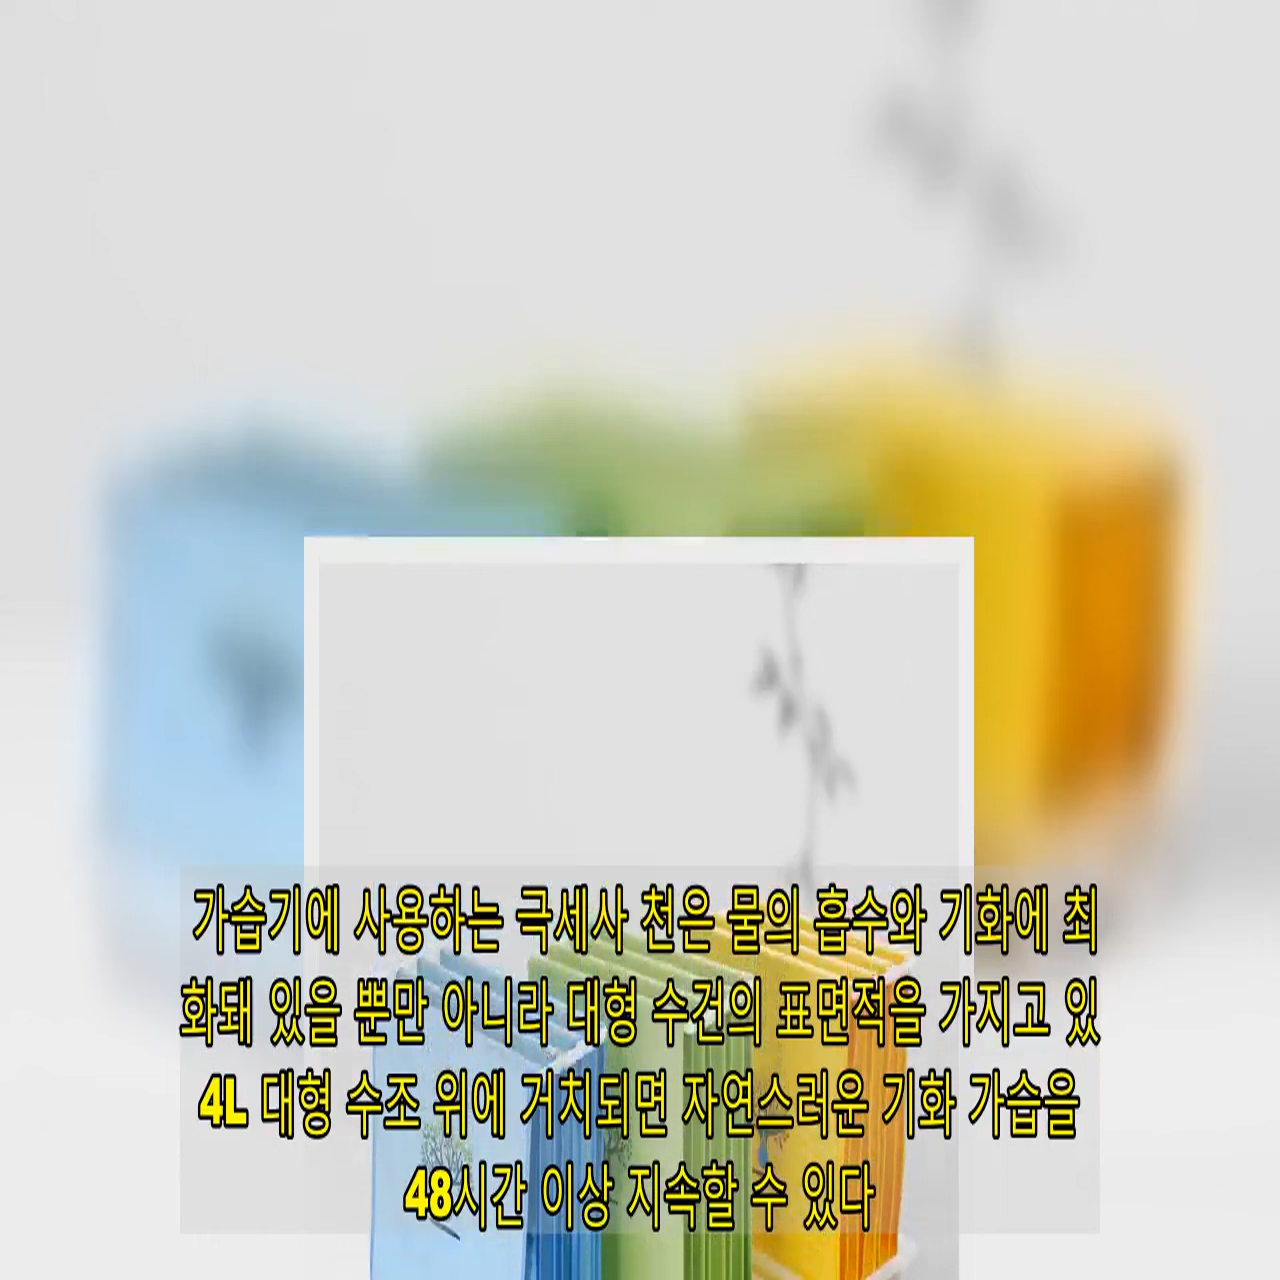 가습기에 사용하는 극세사 천은 물의 흡수와 기화에 최
화돼 있을 뿐만 아니라 대형 수건의 표면적을 가지고 있
4L 대형 수조 위에 거치되면 자연스러운 기화 가습을
48시간 이상 지속할 수 있다